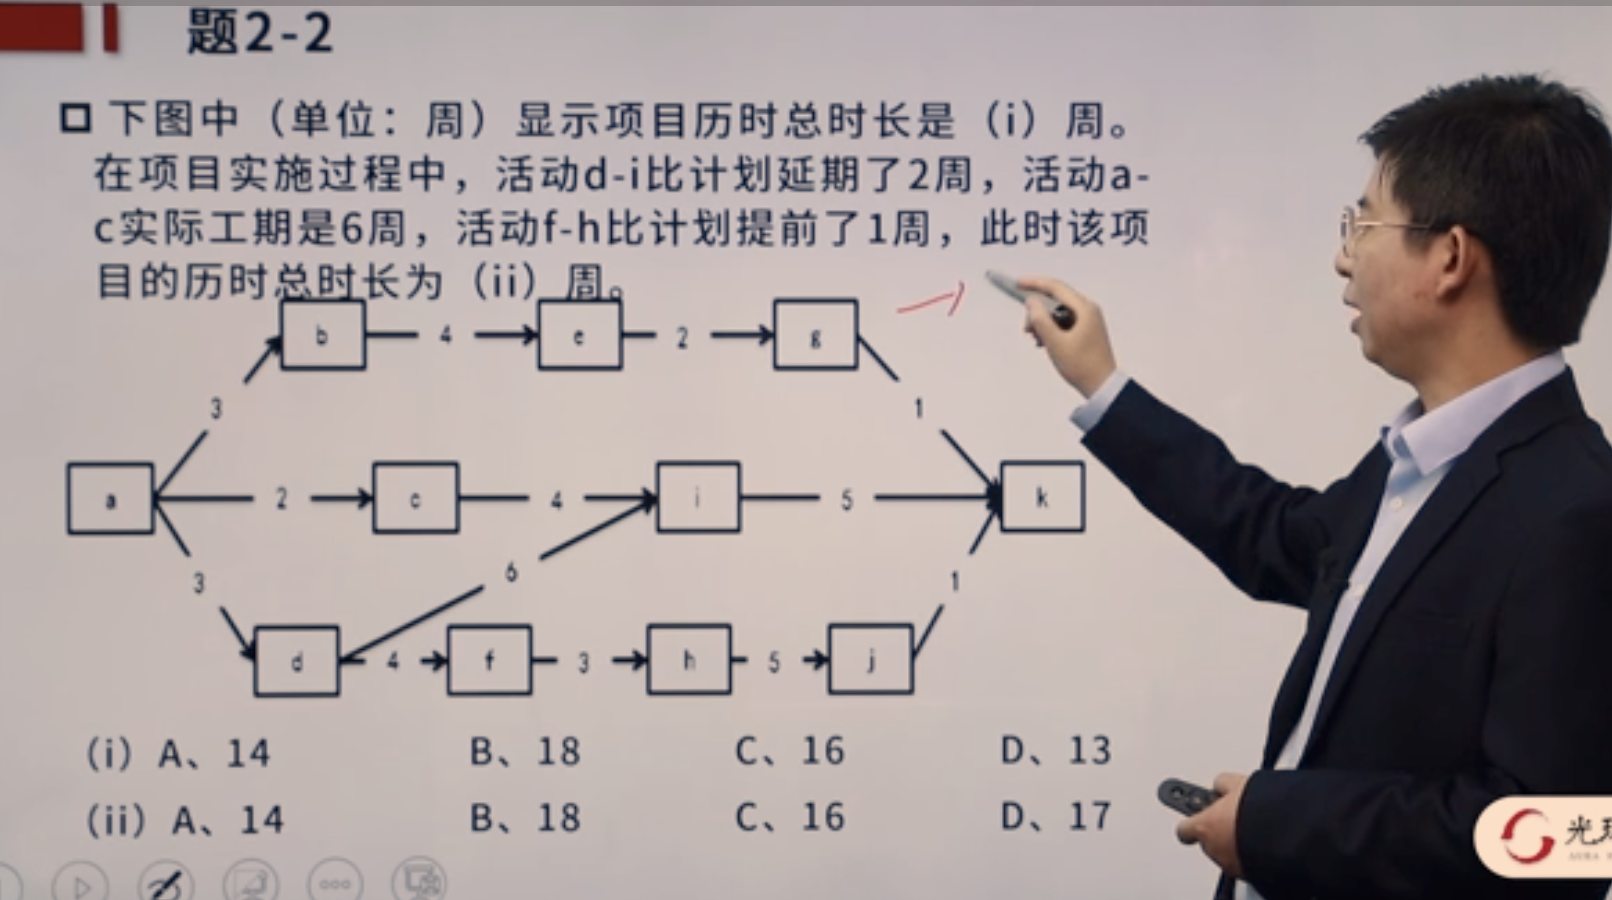 题2-2
下图中（单位：周）显示项目历时总时长是（i）周。
在项目实施过程中，活动d-i比计划延期了2周，活动a-
c实际工期是6周，活动f-h比计划提前了1周，此时该项
目的历时总时长为（ii）周。
b 4 e 2 g
3 1
a 2 c 4 i 5 k
3 6 1
d 4 f 3 h 5 j
（i）A、14 B、18 C、16 D、13
（ii）A、14 B、18 C、16 D、17
光